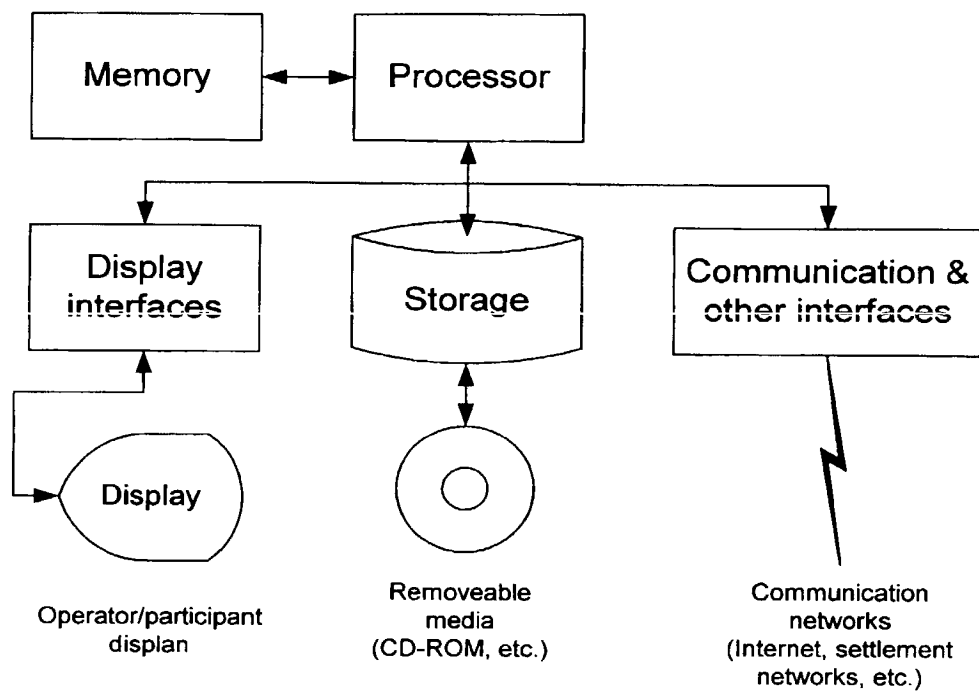 Memory
Processor
Display
interfaces
Storage
Communication &
other interfaces
Display
Operator/participant
displan
Removeable
media
(CD-ROM, etc.)
Communication
networks
(Internet, settlement
networks, etc.)